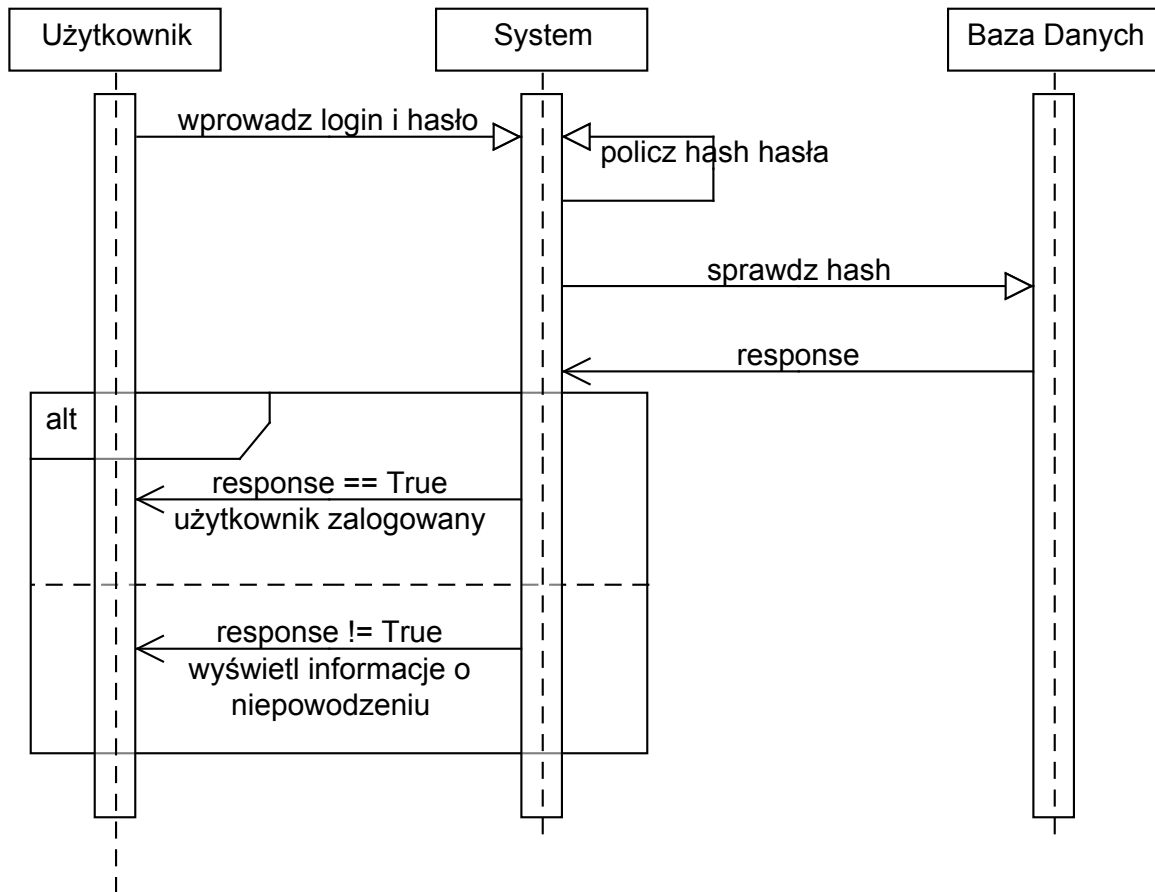 Użytkownik
System
Baza Danych
wprowadz login i hasło
policz hash hasła
sprawdz hash
response
alt
response == True
użytkownik zalogowany
response != True
wyświetl informacje o
niepowodzeniu